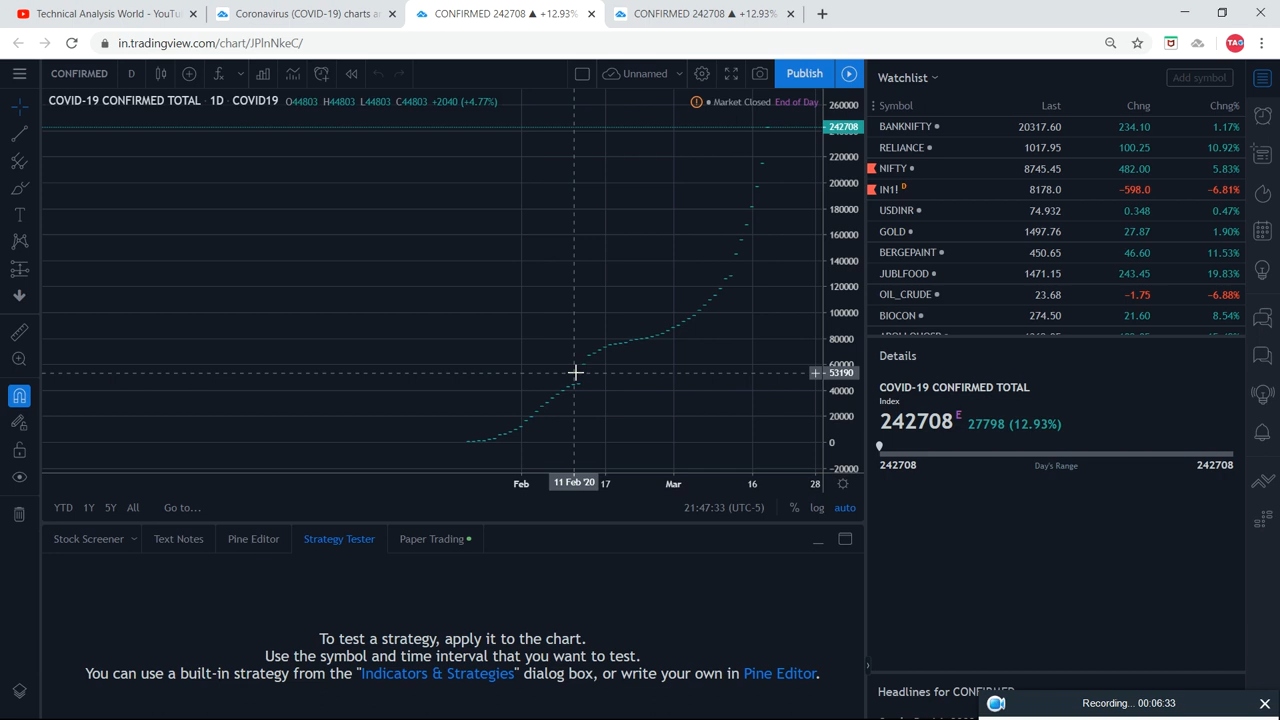 Technical Analysis World - YouTu
Coronavirus (COVID-19) charts an
CONFIRMED 242708 ▲ +12.93%
CONFIRMED 242708 ▲ +12.93%
in.tradingview.com/chart/JPlnNkeC/
TAG
CONFIRMED D
Unnamed
Publish
COVID-19 CONFIRMED TOTAL · 1D · COVID19 O44803 H44803 L44803 C44803 +2040 (+4.77%)
Market Closed End of Day
260000
242708
220000
200000
180000
160000
140000
120000
100000
80000
60000
53190
40000
20000
0
-20000
Feb
11 Feb '20
17
Mar
16
28
YTD 1Y 5Y All Go to...
21:47:33 (UTC-5) % log auto
Stock Screener
Text Notes
Pine Editor
Strategy Tester
Paper Trading
To test a strategy, apply it to the chart.
Use the symbol and time interval that you want to test.
You can use a built-in strategy from the "Indicators & Strategies" dialog box, or write your own in Pine Editor.
Watchlist
Add symbol
Symbol Last Chng Chng%
BANKNIFTY 20317.60 234.10 1.17%
RELIANCE 1017.95 100.25 10.92%
NIFTY 8745.45 482.00 5.83%
IN1! D 8178.0 −598.0 −6.81%
USDINR 74.932 0.348 0.47%
GOLD 1497.76 27.87 1.90%
BERGEPAINT 450.65 46.60 11.53%
JUBLFOOD 1471.15 243.45 19.83%
OIL_CRUDE 23.68 −1.75 −6.88%
BIOCON 274.50 21.60 8.54%
Details
COVID-19 CONFIRMED TOTAL
Index
242708 E 27798 (12.93%)
242708 Day's Range 242708
Headlines for CONFIRMED
Recording... 00:06:33